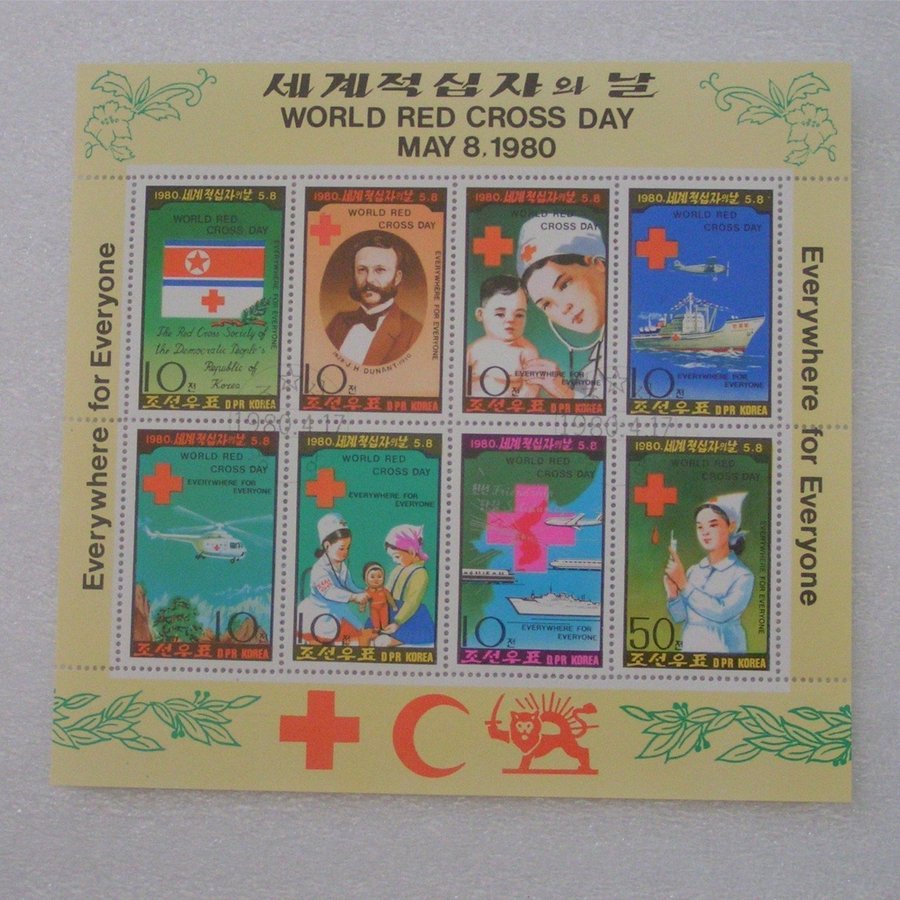 세계적십자의 날
WORLD RED CROSS DAY
MAY 8, 1980
Everywhere for Everyone
Everywhere for Everyone
1980. 세계적십자의날 5. 8
WORLD RED
CROSS DAY
EVERYWHERE FOR EVERYONE
The Red Cross Society of
the Democratic People's
Republic of
Korea
10전
조선우표 DPR KOREA
1980. 세계적십자의날 5. 8
WORLD RED
CROSS DAY
EVERYWHERE FOR EVERYONE
1828 J.H. DUNANT 1910
10전
조선우표 DPR KOREA
1980. 세계적십자의날 5. 8
WORLD RED
CROSS DAY
EVERYWHERE FOR
EVERYONE
10전
조선우표 DPR KOREA
1980. 세계적십자의날 5. 8
WORLD RED
CROSS DAY
EVERYWHERE FOR
EVERYONE
10전
조선우표 DPR KOREA
1980.4.17
1980.4.17
1980. 세계적십자의날 5. 8
WORLD RED
CROSS DAY
EVERYWHERE FOR
EVERYONE
10전
조선우표 DPR KOREA
1980. 세계적십자의날 5. 8
WORLD RED
CROSS DAY
EVERYWHERE FOR
EVERYONE
10전
조선우표 DPR KOREA
1980. 세계적십자의날 5. 8
WORLD RED
CROSS DAY
EVERYWHERE FOR
EVERYONE
10전
조선우표 DPR KOREA
1980. 세계적십자의날 5. 8
WORLD RED
CROSS DAY
EVERYWHERE FOR EVERYONE
50전
조선우표 DPR KOREA